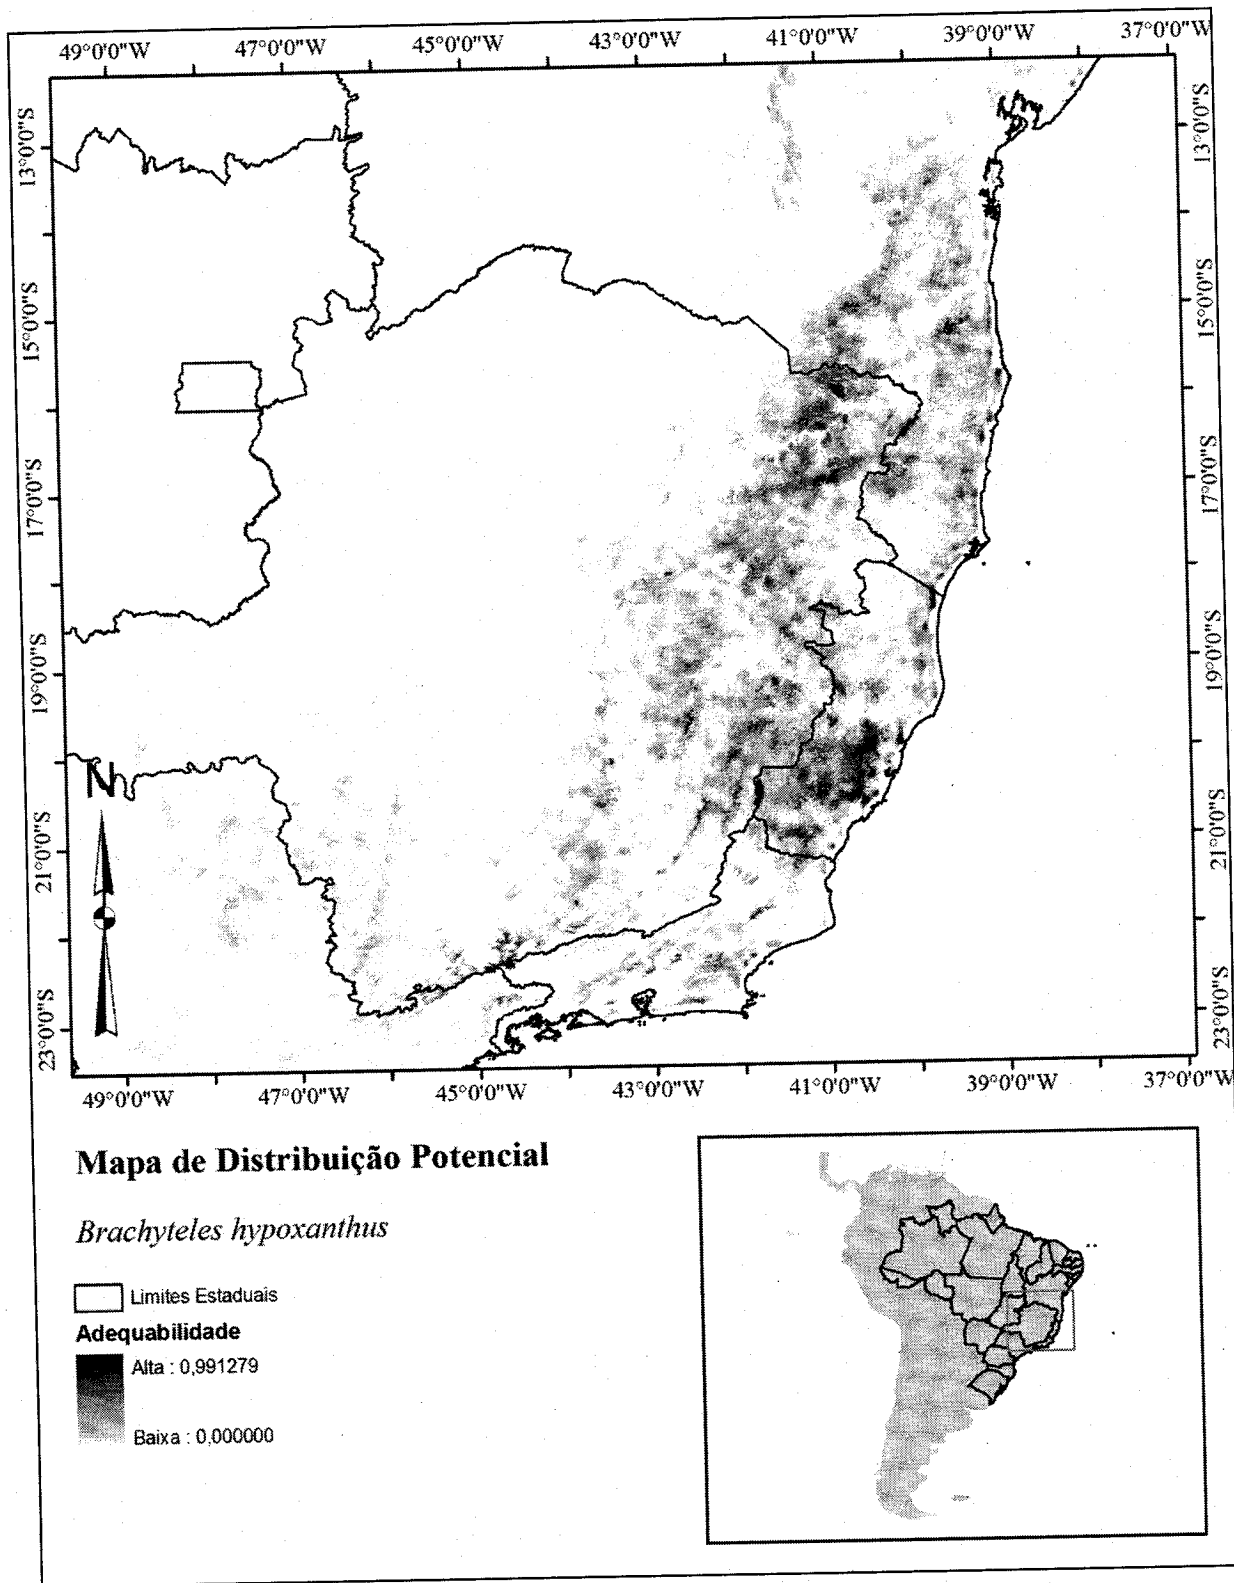 49°0'0"W 47°0'0"W 45°0'0"W 43°0'0"W 41°0'0"W 39°0'0"W 37°0'0"W
13°0'0"S 13°0'0"S
15°0'0"S 15°0'0"S
17°0'0"S 17°0'0"S
19°0'0"S 19°0'0"S
N
21°0'0"S 21°0'0"S
23°0'0"S 23°0'0"S
49°0'0"W 47°0'0"W 45°0'0"W 43°0'0"W 41°0'0"W 39°0'0"W 37°0'0"W
Mapa de Distribuição Potencial
Brachyteles hypoxanthus
Limites Estaduais
Adequabilidade
Alta : 0,991279
Baixa : 0,000000